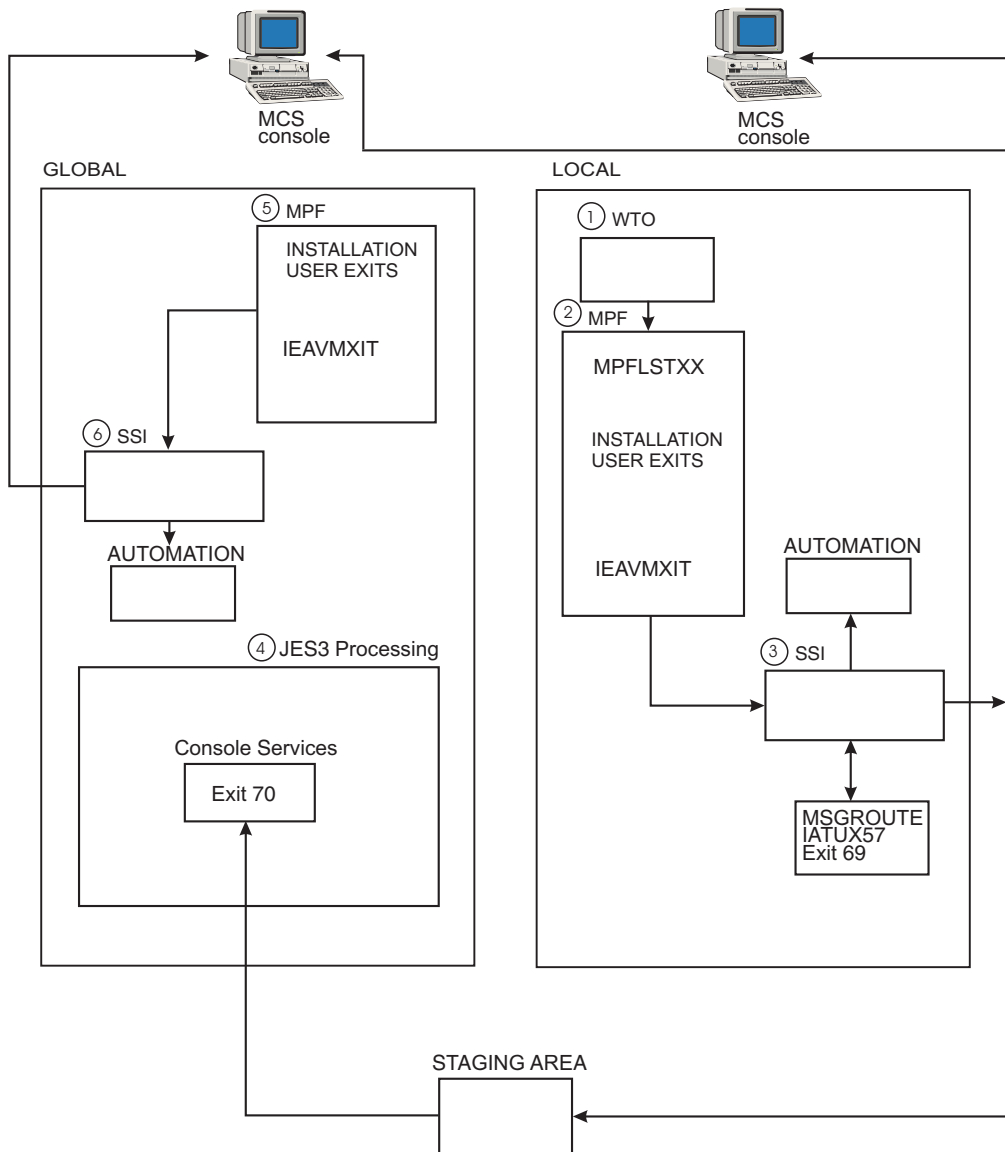 MCS
console
MCS
console
GLOBAL
5 MPF
INSTALLATION
USER EXITS
IEAVMXIT
6 SSI
AUTOMATION
4 JES3 Processing
Console Services
Exit 70
LOCAL
1 WTO
2 MPF
MPFLSTXX
INSTALLATION
USER EXITS
IEAVMXIT
AUTOMATION
3 SSI
MSGROUTE
IATUX57
Exit 69
STAGING AREA